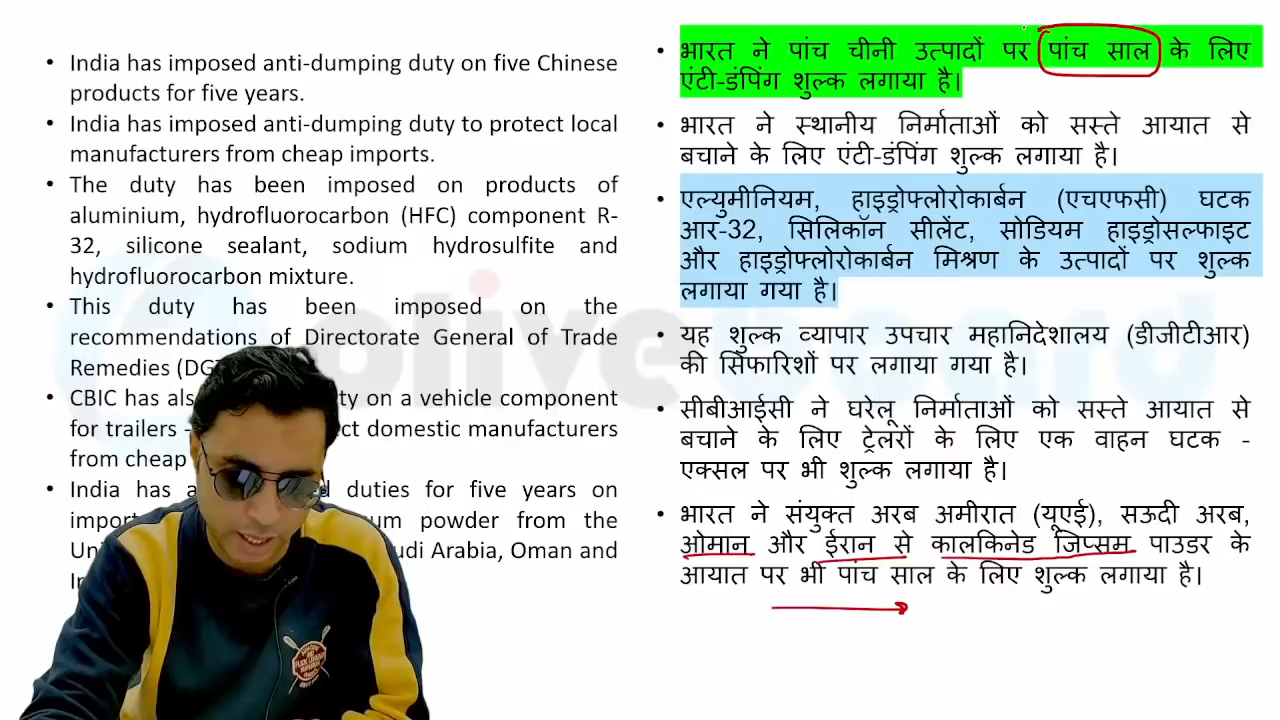 India has imposed anti-dumping duty on five Chinese
products for five years.
India has imposed anti-dumping duty to protect local
manufacturers from cheap imports.
The duty has been imposed on products of
aluminium, hydrofluorocarbon (HFC) component R-
32, silicone sealant, sodium hydrosulfite and
hydrofluorocarbon mixture.
This duty has been imposed on the
recommendations of Directorate General of Trade
Remedies
CBIC has on a vehicle component
for trailers - domestic manufacturers
from cheap
India has duties for five years on
powder from the
Arabia, Oman and
भारत ने पांच चीनी उत्पादों पर पांच साल के लिए
एंटी-डंपिंग शुल्क लगाया है।
भारत ने स्थानीय निर्माताओं को सस्ते आयात से
बचाने के लिए एंटी-डंपिंग शुल्क लगाया है।
एल्युमीनियम, हाइड्रोफ्लोरोकार्बन (एचएफसी) घटक
आर-32, सिलिकॉन सीलेंट, सोडियम हाइड्रोसल्फाइट
और हाइड्रोफ्लोरोकार्बन मिश्रण के उत्पादों पर शुल्क
लगाया गया है।
यह शुल्क व्यापार उपचार महानिदेशालय (डीजीटीआर)
की सिफारिशों पर लगाया गया है।
सीबीआईसी ने घरेलू निर्माताओं को सस्ते आयात से
बचाने के लिए ट्रेलरों के लिए एक वाहन घटक -
एक्सल पर भी शुल्क लगाया है।
भारत ने संयुक्त अरब अमीरात (यूएई), सऊदी अरब,
ओमान और ईरान से कालकिनेड जिप्सम पाउडर के
आयात पर भी पांच साल के लिए शुल्क लगाया है।
oliveboard